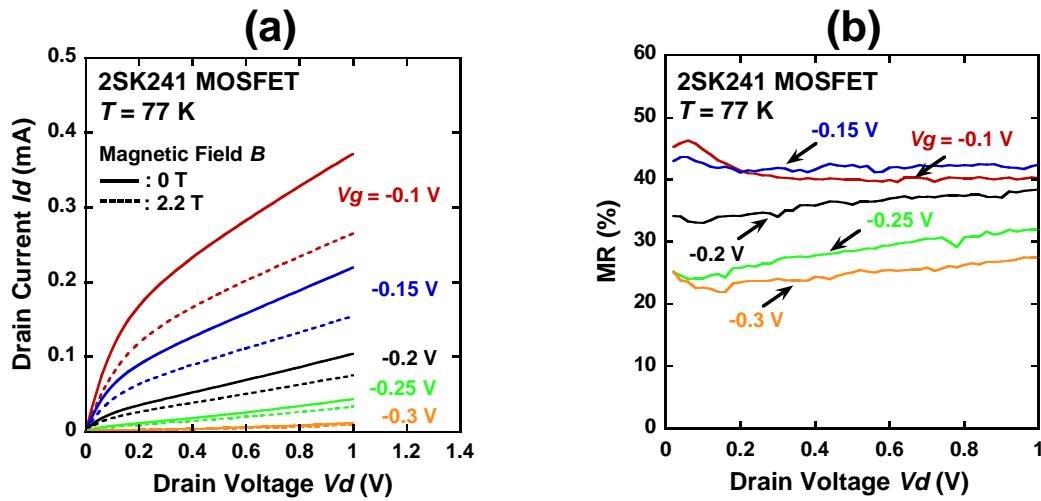 (a)
0.5
0.4
0.3
0.2
0.1
0
Drain Current Id (mA)
2SK241 MOSFET
T = 77 K
Magnetic Field B
: 0 T
: 2.2 T
Vg = -0.1 V
-0.15 V
-0.2 V
-0.25 V
-0.3 V
0 0.2 0.4 0.6 0.8 1 1.2 1.4
Drain Voltage Vd (V)
(b)
60
50
40
30
20
10
0
MR (%)
2SK241 MOSFET
T = 77 K
-0.15 V
Vg = -0.1 V
-0.25 V
-0.2 V
-0.3 V
0 0.2 0.4 0.6 0.8 1
Drain Voltage Vd (V)